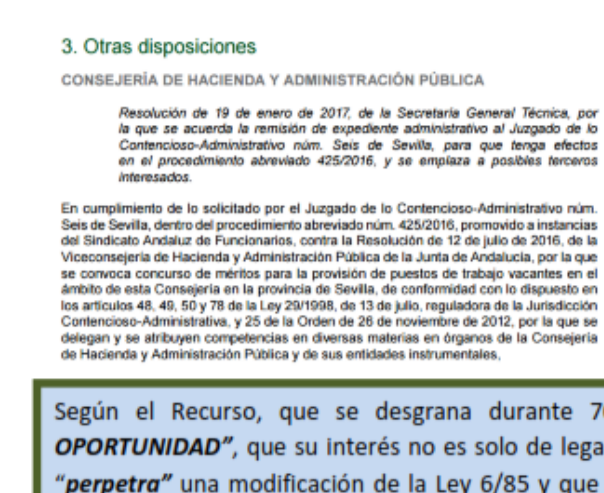 3. Otras disposiciones
CONSEJERÍA DE HACIENDA Y ADMINISTRACIÓN PÚBLICA
Resolución de 19 de enero de 2017, de la Secretaría General Técnica, por
la que se acuerda la remisión de expediente administrativo al Juzgado de lo
Contencioso-Administrativo núm. Seis de Sevilla, para que tenga efectos
en el procedimiento abreviado 425/2016, y se emplaza a posibles terceros
interesados.
En cumplimiento de lo solicitado por el Juzgado de lo Contencioso-Administrativo núm.
Seis de Sevilla, dentro del procedimiento abreviado núm. 425/2016, promovido a instancias
del Sindicato Andaluz de Funcionarios, contra la Resolución de 12 de julio de 2016, de la
Viceconsejería de Hacienda y Administración Pública de la Junta de Andalucía, por la que
se convoca concurso de méritos para la provisión de puestos de trabajo vacantes en el
ámbito de esta Consejería en la provincia de Sevilla, de conformidad con lo dispuesto en
los artículos 48, 49, 50 y 78 de la Ley 29/1998, de 13 de julio, reguladora de la Jurisdicción
Contencioso-Administrativa, y 25 de la Orden de 26 de noviembre de 2012, por la que se
delegan y se atribuyen competencias en diversas materias en órganos de la Consejería
de Hacienda y Administración Pública y de sus entidades instrumentales,
Según el Recurso, que se desgrana durante
OPORTUNIDAD", que su interés no es solo de lega
"perpetra" una modificación de la Ley 6/85 y que